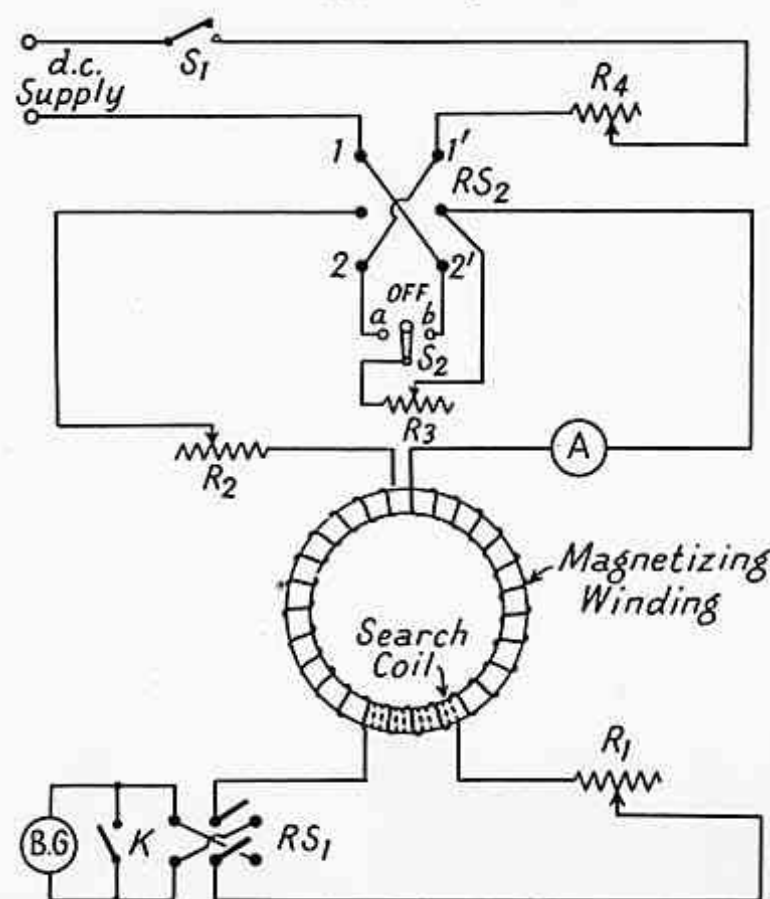 S1
d.c.
Supply
R4
1
1'
RS2
2
2'
OFF
a
b
S2
R3
R2
A
Magnetizing
Winding
Search
Coil
R1
B.G
K
RS1